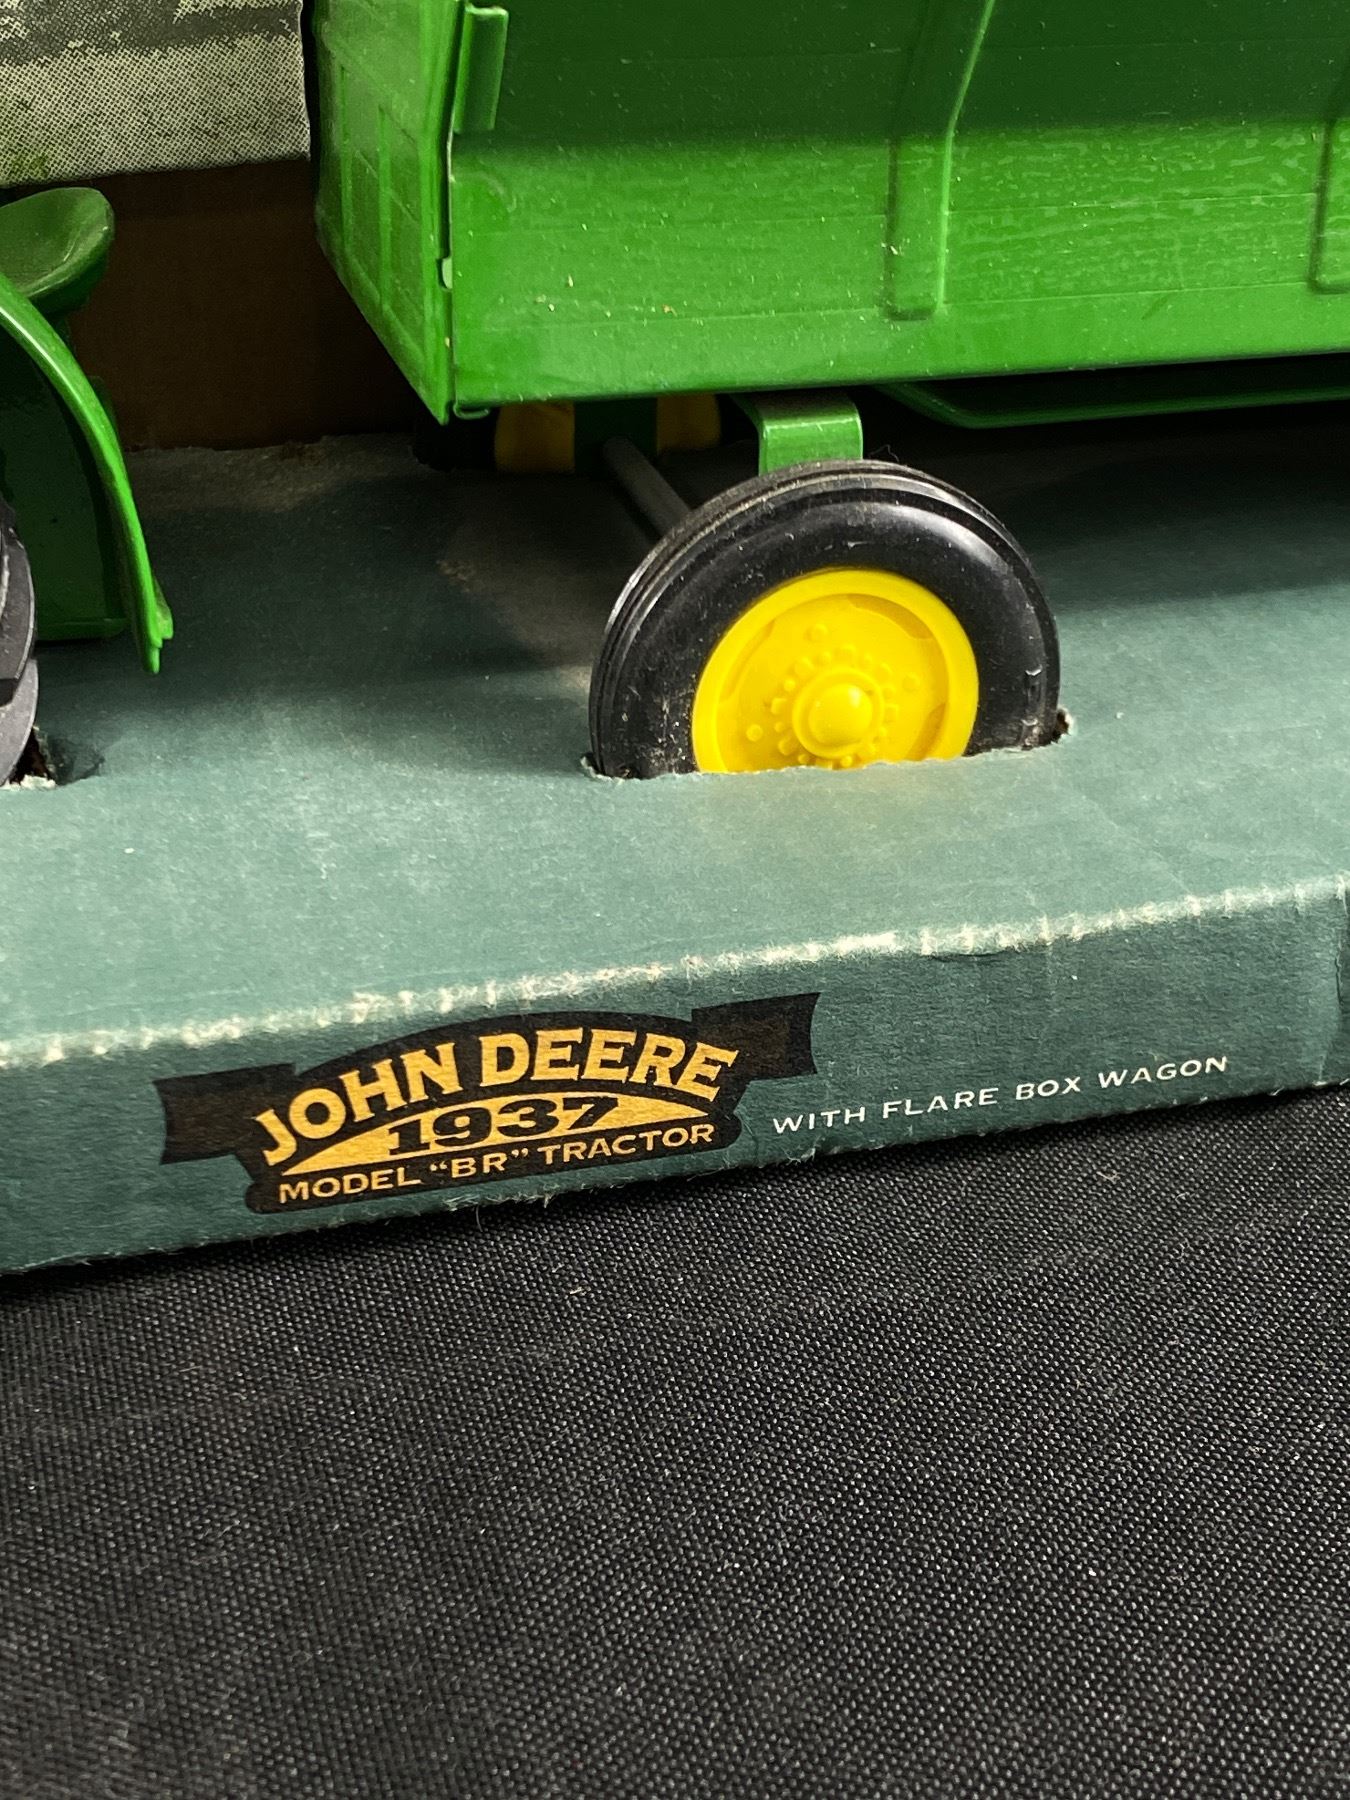 JOHN DEERE
1937
MODEL "BR" TRACTOR
WITH FLARE BOX WAGON